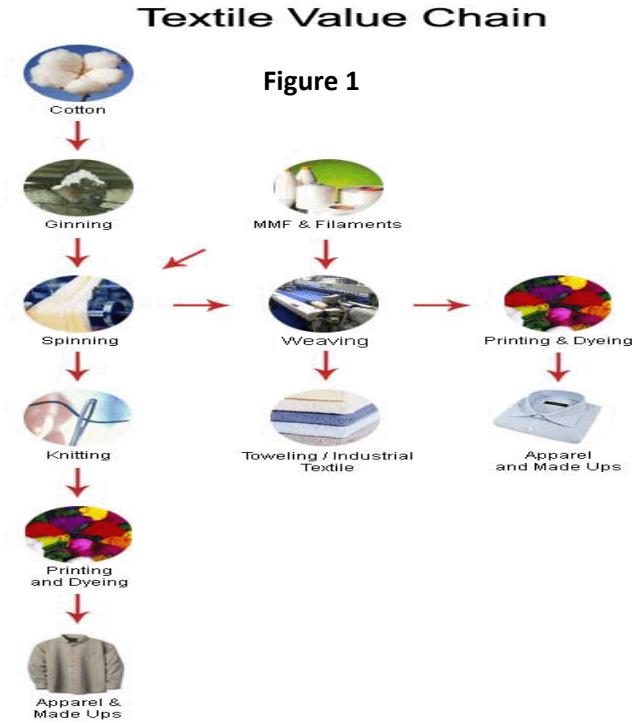 Textile Value Chain
Figure 1
Cotton
Ginning
MMF & Filaments
Spinning
Weaving
Printing & Dyeing
Knitting
Toweling / Industrial
Textile
Apparel
and Made Ups
Printing
and Dyeing
Apparel &
Made Ups